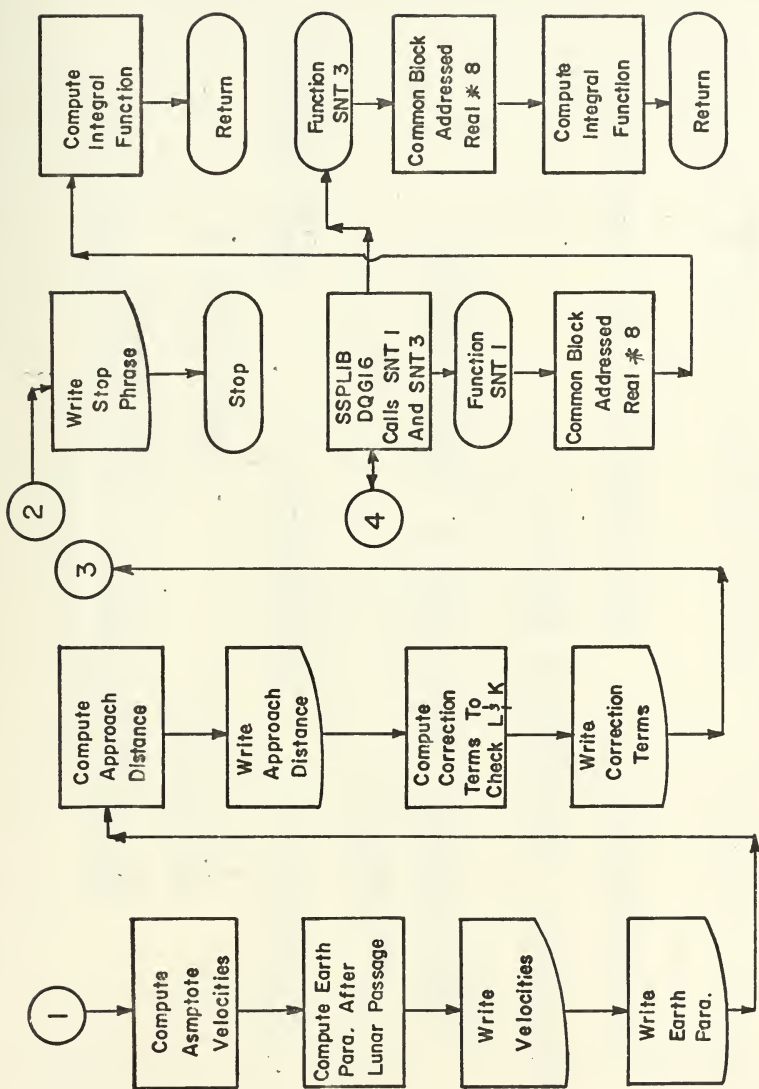 1
Compute
Asmptote
Velocities
Compute Earth
Para. After
Lunar Passage
Write
Velocities
Write
Earth
Para.
Compute
Approach
Distance
Write
Approach
Distance
Compute
Correction
Terms To
Check L & K
Write
Correction
Terms
3
2
Write
Stop
Phrase
Stop
4
SSPLIB
DQG16
Calls SNT 1
And SNT 3
Function
SNT 1
Common Block
Addressed
Real * 8
Compute
Integral
Function
Return
Function
SNT 3
Common Block
Addressed
Real * 8
Compute
Integral
Function
Return